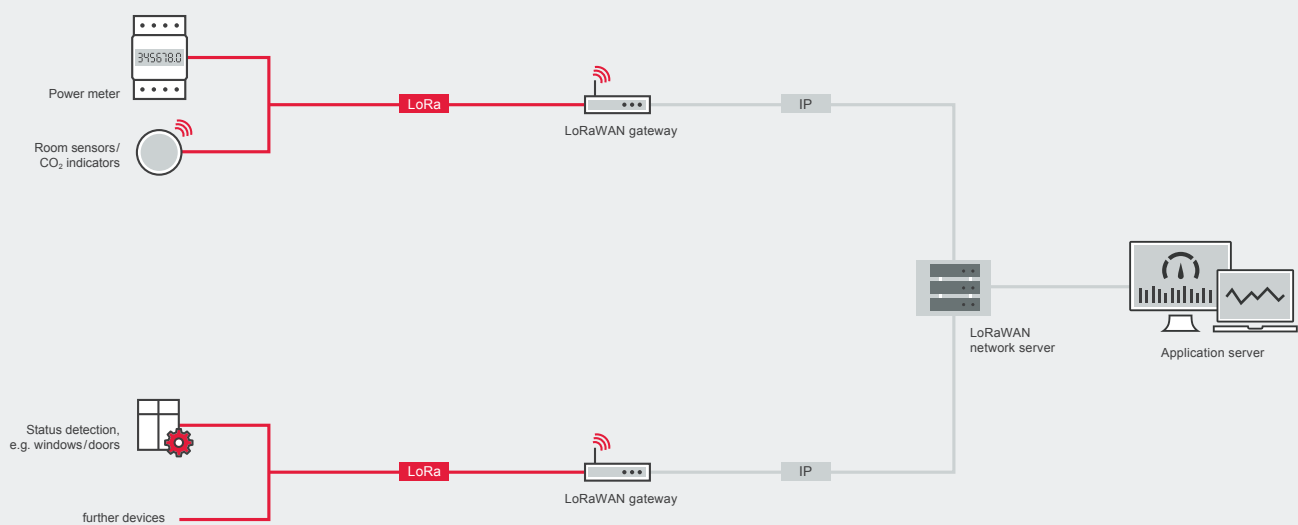 345678.0
Power meter
LoRa
IP
LoRaWAN gateway
Room sensors/
CO₂ indicators
LoRaWAN
network server
Application server
Status detection,
e.g. windows/doors
LoRa
IP
LoRaWAN gateway
further devices